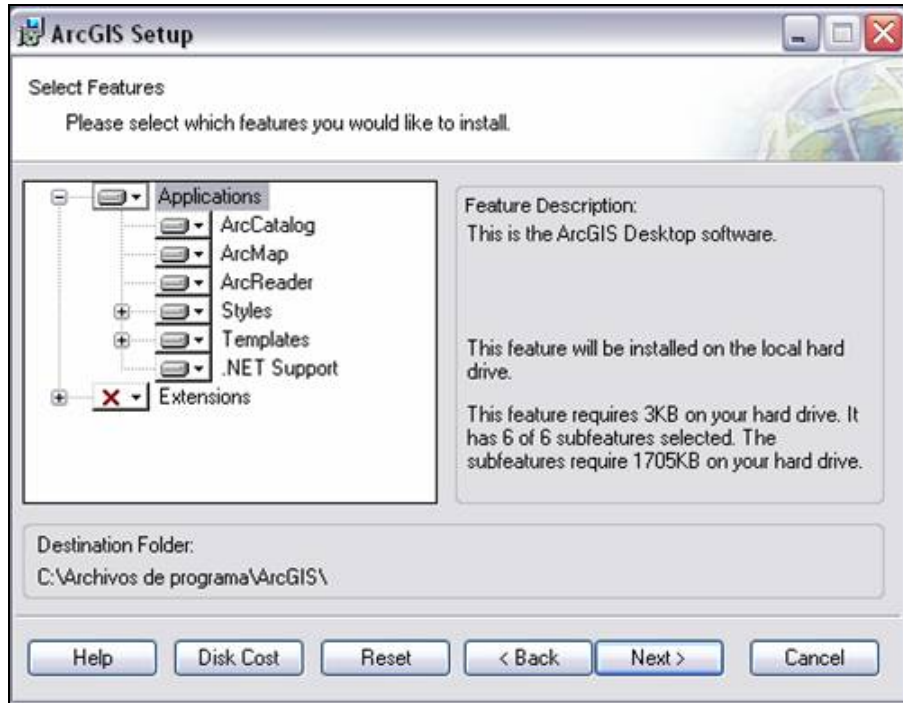 ArcGIS Setup
Select Features
Please select which features you would like to install.
Applications
ArcCatalog
ArcMap
ArcReader
Styles
Templates
.NET Support
Extensions
Feature Description:
This is the ArcGIS Desktop software.
This feature will be installed on the local hard
drive.
This feature requires 3KB on your hard drive. It
has 6 of 6 subfeatures selected. The
subfeatures require 1705KB on your hard drive.
Destination Folder:
C:\Archivos de programa\ArcGIS\
Help
Disk Cost
Reset
< Back
Next >
Cancel